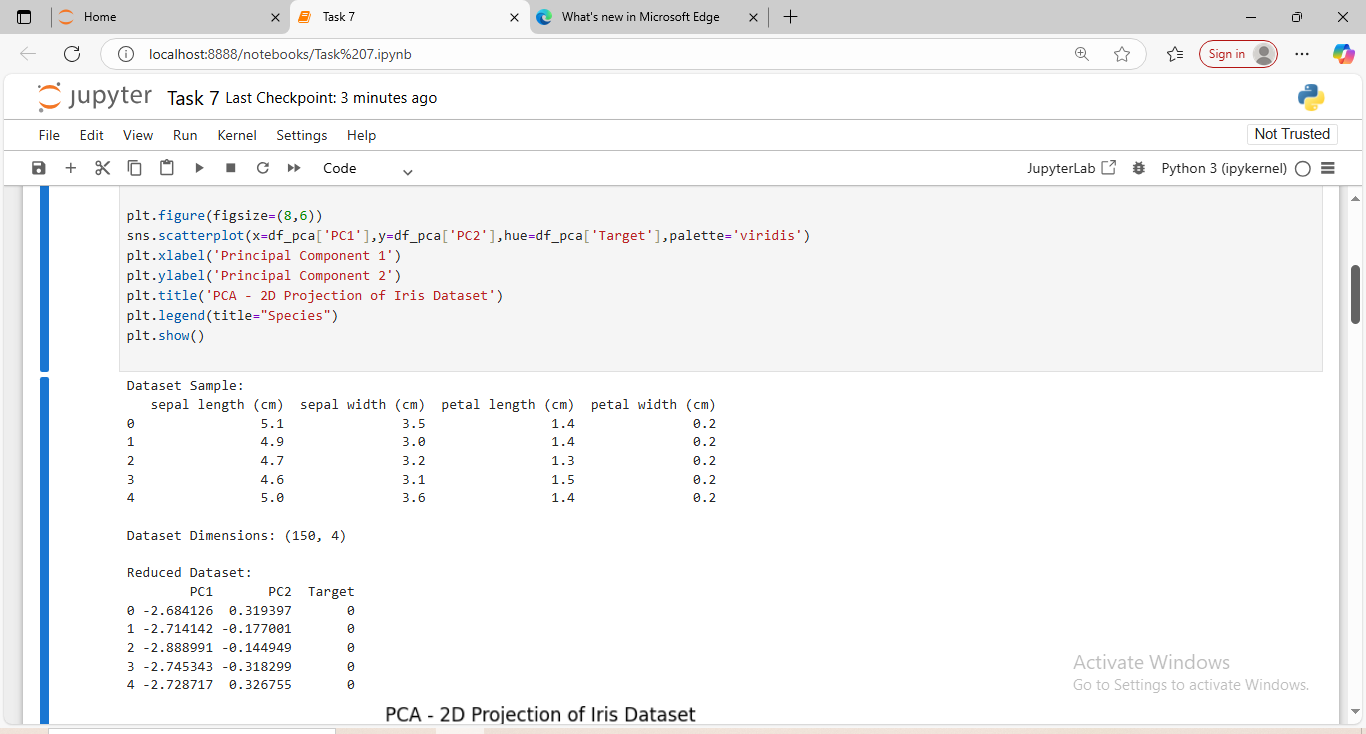 Home
Task 7
What's new in Microsoft Edge
localhost:8888/notebooks/Task%207.ipynb
Sign in
jupyter Task 7 Last Checkpoint: 3 minutes ago
File Edit View Run Kernel Settings Help
Not Trusted
Code
JupyterLab
Python 3 (ipykernel)
plt.figure(figsize=(8,6))
sns.scatterplot(x=df_pca['PC1'],y=df_pca['PC2'],hue=df_pca['Target'],palette='viridis')
plt.xlabel('Principal Component 1')
plt.ylabel('Principal Component 2')
plt.title('PCA - 2D Projection of Iris Dataset')
plt.legend(title="Species")
plt.show()
Dataset Sample:
sepal length (cm) sepal width (cm) petal length (cm) petal width (cm)
0 5.1 3.5 1.4 0.2
1 4.9 3.0 1.4 0.2
2 4.7 3.2 1.3 0.2
3 4.6 3.1 1.5 0.2
4 5.0 3.6 1.4 0.2
Dataset Dimensions: (150, 4)
Reduced Dataset:
PC1 PC2 Target
0 -2.684126 0.319397 0
1 -2.714142 -0.177001 0
2 -2.888991 -0.144949 0
3 -2.745343 -0.318299 0
4 -2.728717 0.326755 0
Activate Windows
Go to Settings to activate Windows.
PCA - 2D Projection of Iris Dataset